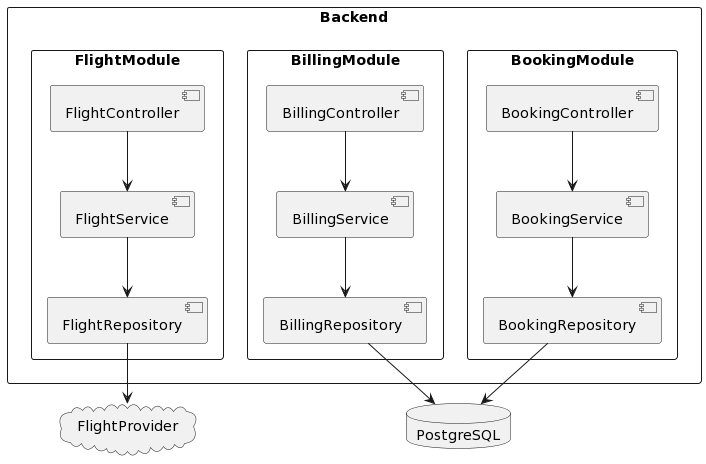 Backend
FlightModule
BillingModule
BookingModule
FlightController
BillingController
BookingController
FlightService
BillingService
BookingService
FlightRepository
BillingRepository
BookingRepository
FlightProvider
PostgreSQL